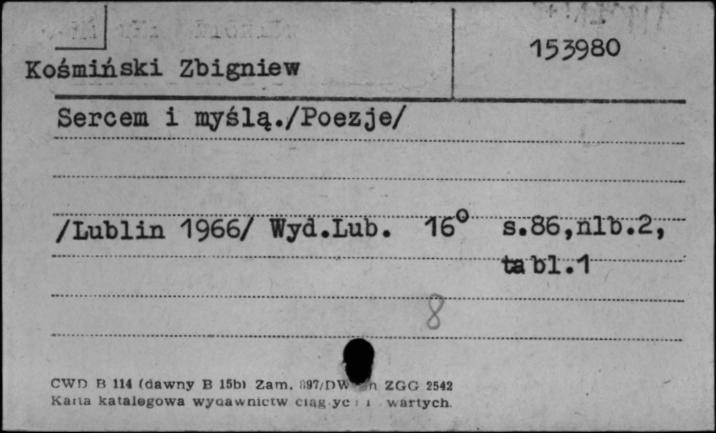 153980
Kośmiński Zbigniew
Sercem i myślą./Poezje/
/Lublin 1966/ Wyd.Lub. 16° s.86,nlb.2,
tabl.1
8
CWD B 114 (dawny B 15b) Zam. ZGG 2542
Karta katalogowa wydawnictw